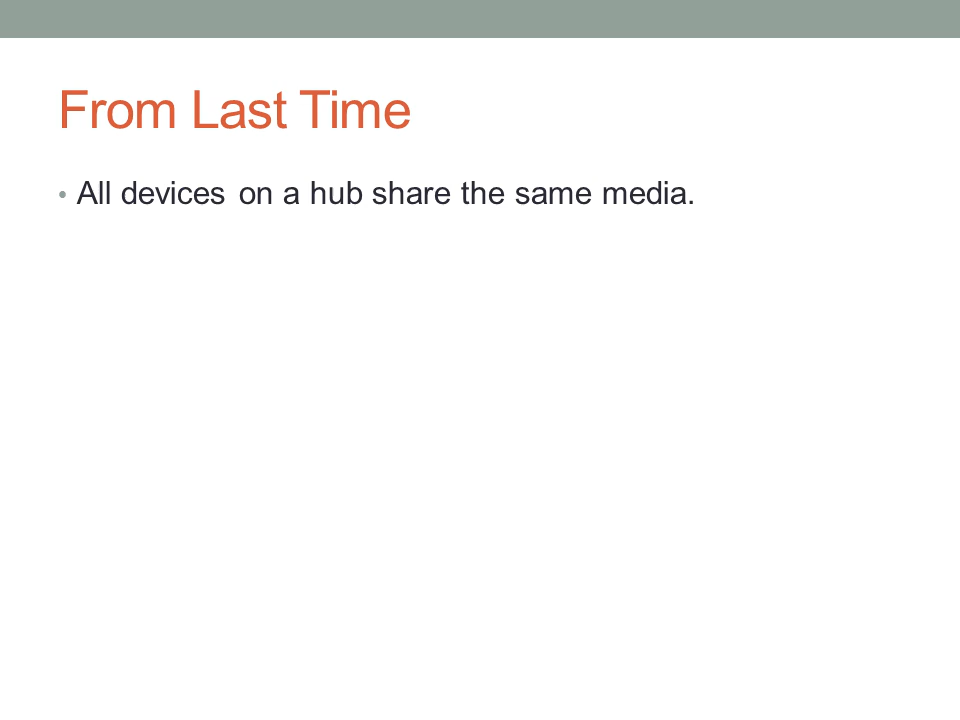 From Last Time
• All devices on a hub share the same media.